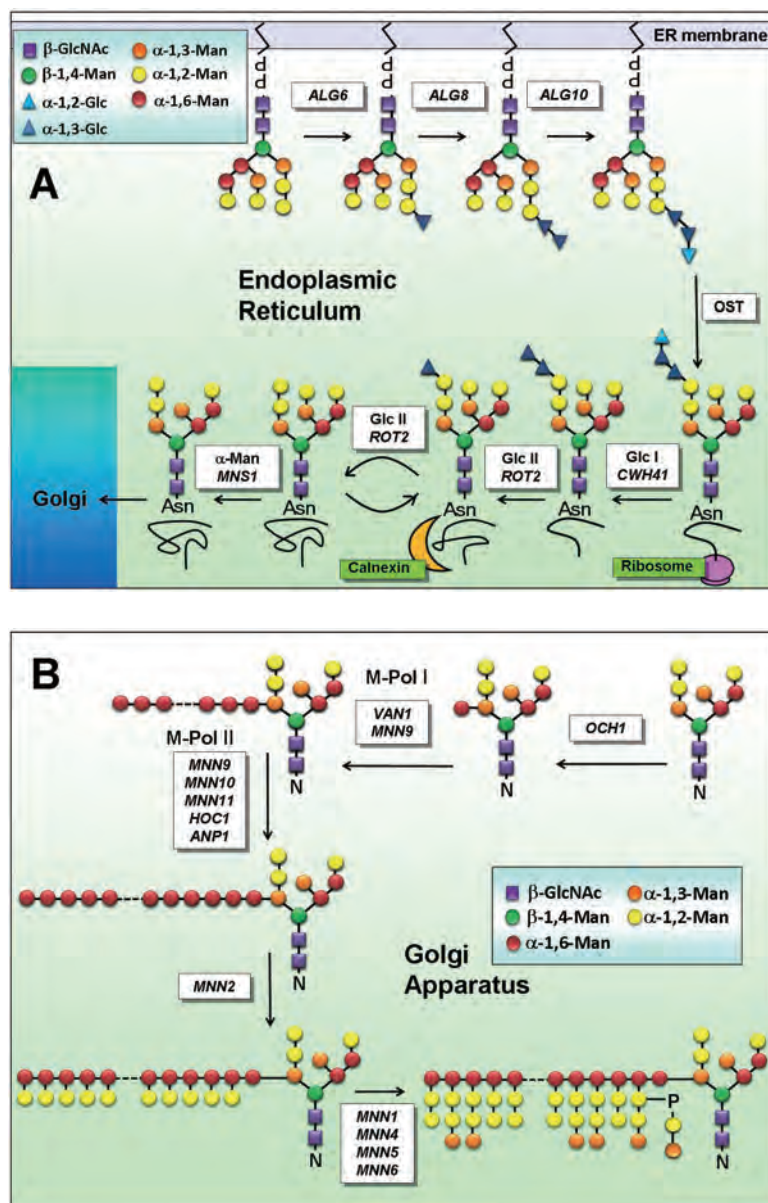 ER membrane
β-GlcNAc
α-1,3-Man
β-1,4-Man
α-1,2-Man
α-1,2-Glc
α-1,6-Man
α-1,3-Glc
P P P P
P P P P
ALG6
ALG8
ALG10
A
Endoplasmic
Reticulum
OST
Glc II
ROT2
α-Man
MNS1
Glc II
ROT2
Glc I
CWH41
Golgi
Asn Asn Asn Asn Asn
Calnexin
Ribosome
B
M-Pol I
VAN1
MNN9
OCH1
M-Pol II
N N N
MNN9
MNN10
MNN11
HOC1
ANP1
β-GlcNAc
α-1,3-Man
β-1,4-Man
α-1,2-Man
α-1,6-Man
N
Golgi
Apparatus
MNN2
P
N
MNN1
MNN4
MNN5
MNN6
N